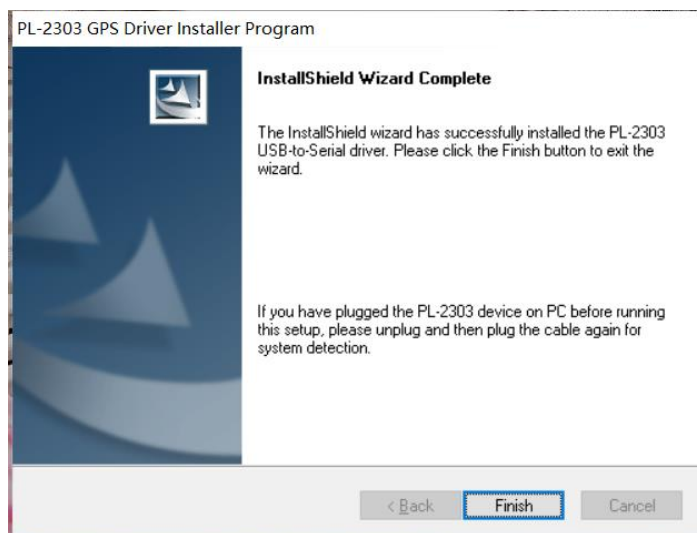 PL-2303 GPS Driver Installer Program
InstallShield Wizard Complete
The InstallShield wizard has successfully installed the PL-2303
USB-to-Serial driver. Please click the Finish button to exit the
wizard.
If you have plugged the PL-2303 device on PC before running
this setup, please unplug and then plug the cable again for
system detection.
< Back Finish Cancel